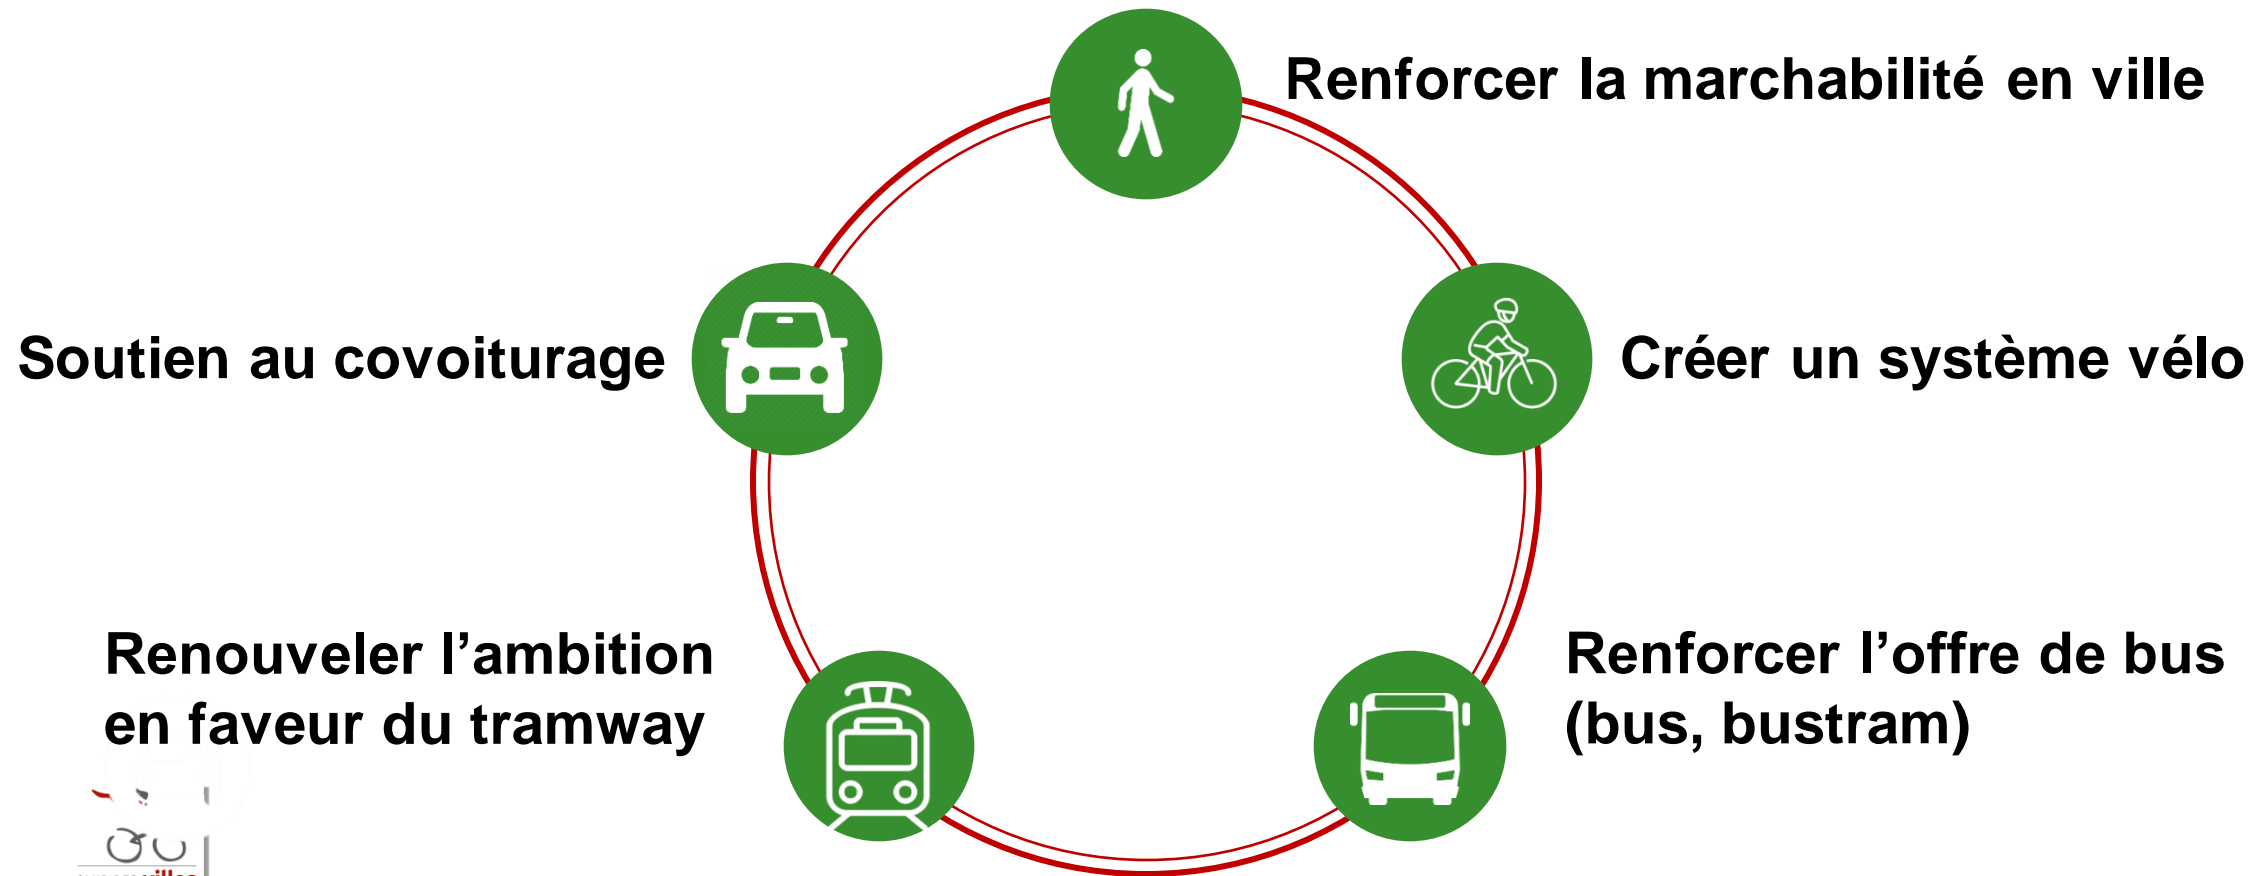 Renforcer la marchabilité en ville
Soutien au covoiturage
Créer un système vélo
Renouveler l’ambition
en faveur du tramway
Renforcer l’offre de bus
(bus, bustram)